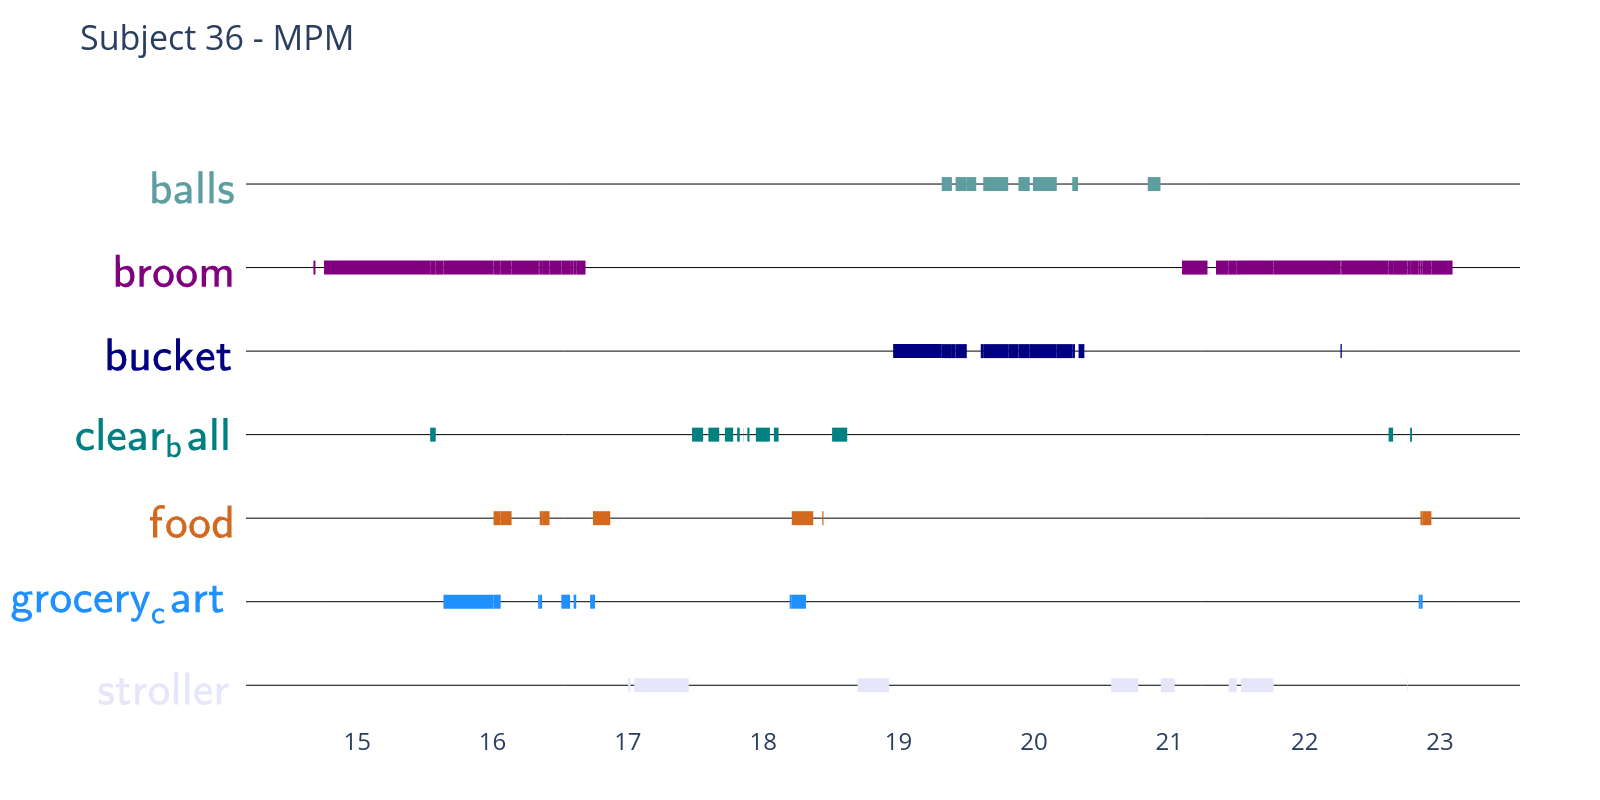 Subject 36 - MPM
balls
broom
bucket
clear_ball
food
grocery_cart
stroller
15 16 17 18 19 20 21 22 23